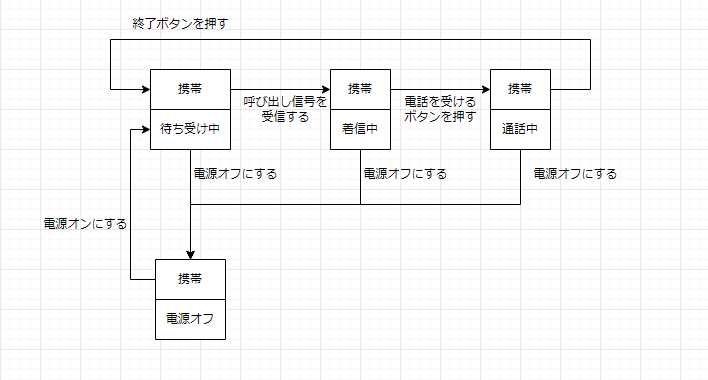 終了ボタンを押す
携帯
待ち受け中
呼び出し信号を
受信する
携帯
着信中
電話を受ける
ボタンを押す
携帯
通話中
電源オフにする
電源オフにする
電源オフにする
電源オンにする
携帯
電源オフ